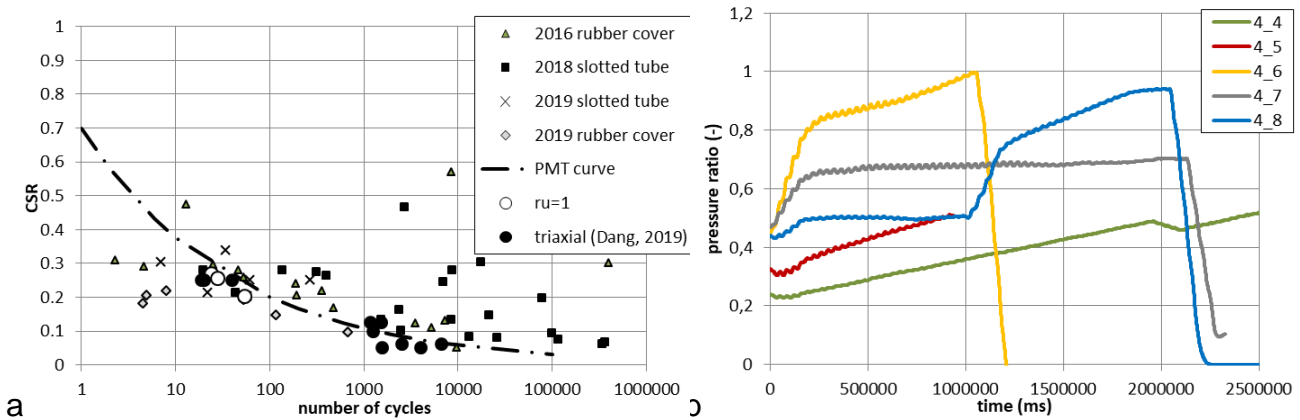 1
0.9
0.8
0.7
0.6
0.5
0.4
0.3
0.2
0.1
0
CSR
1 10 100 1000 10000 100000 1000000
number of cycles
2016 rubber cover
2018 slotted tube
2019 slotted tube
2019 rubber cover
PMT curve
ru=1
triaxial (Dang, 2019)
a
1,2
1
0,8
0,6
0,4
0,2
0
pressure ratio (-)
0 500000 1000000 1500000 2000000 2500000
time (ms)
4_4
4_5
4_6
4_7
4_8